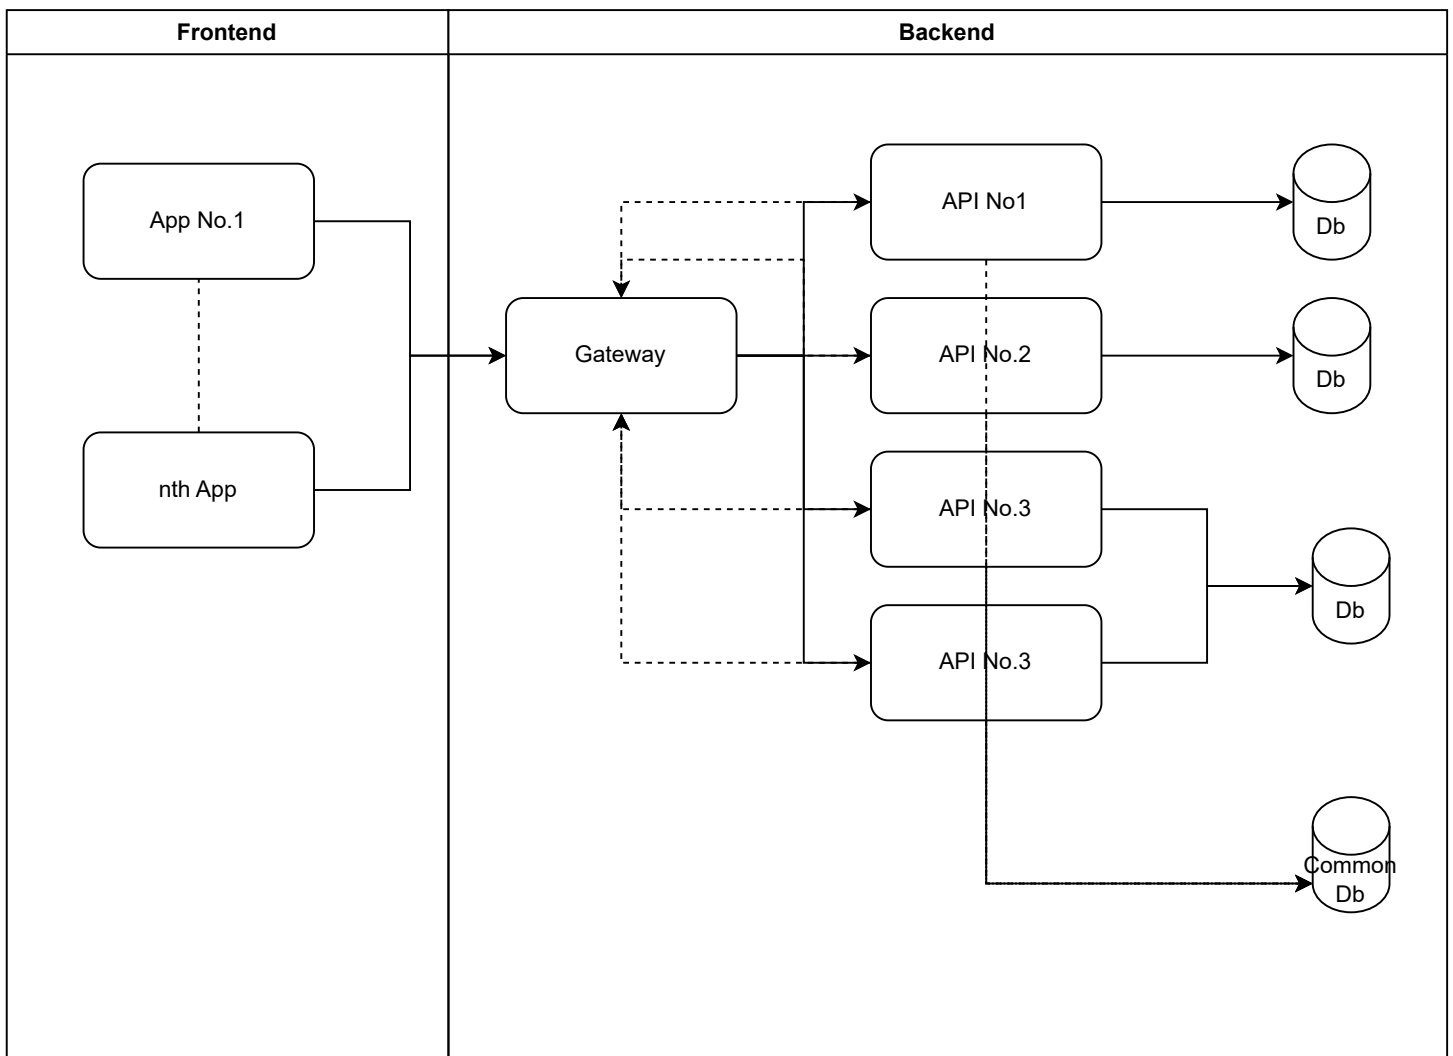 Frontend
Backend
App No.1
nth App
Gateway
API No1
API No.2
API No.3
API No.3
Db
Db
Db
Common
Db